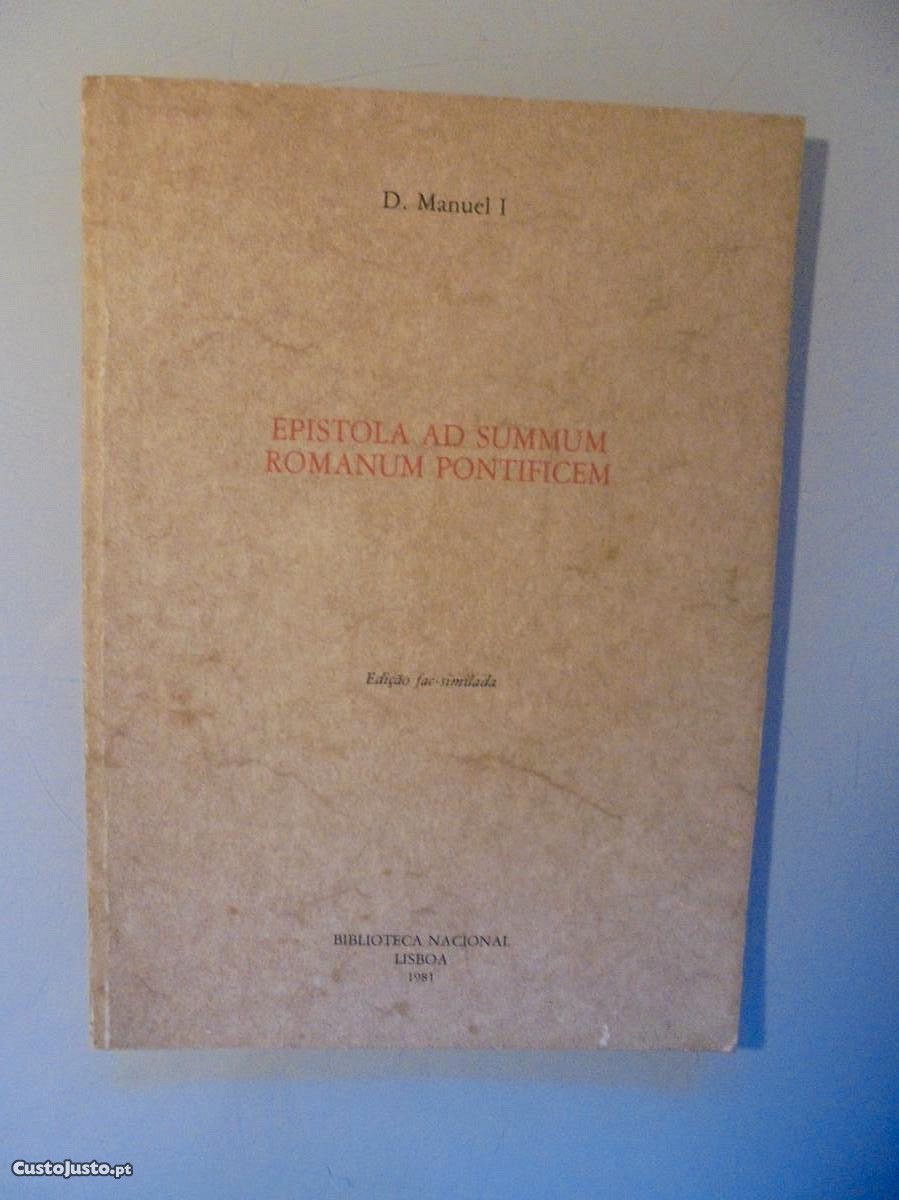 D. Manuel I
EPISTOLA AD SUMMUM
ROMANUM PONTIFICEM
Edição fac-similada
BIBLIOTECA NACIONAL
LISBOA
1981
CustoJusto.pt